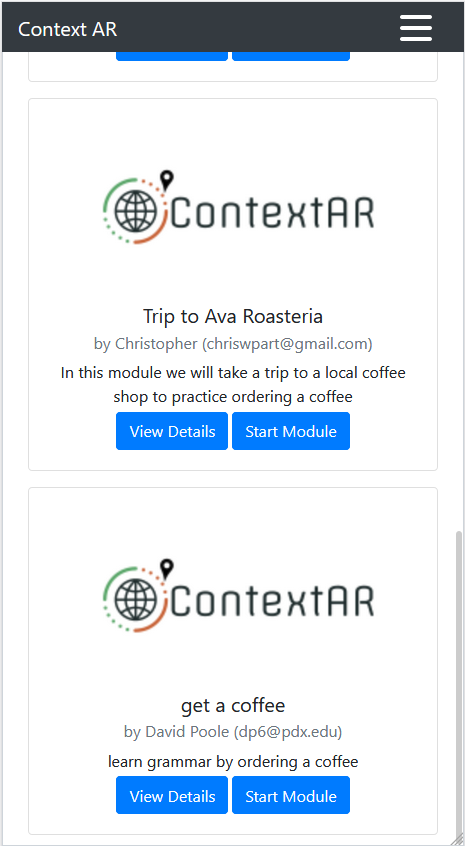 Context AR
ContextAR
Trip to Ava Roasteria
by Christopher (chriswpart@gmail.com)
In this module we will take a trip to a local coffee
shop to practice ordering a coffee
View Details Start Module
ContextAR
get a coffee
by David Poole (dp6@pdx.edu)
learn grammar by ordering a coffee
View Details Start Module